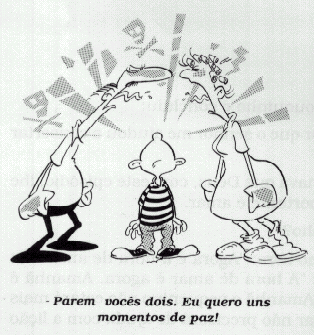 - Parem vocês dois. Eu quero uns
momentos de paz!